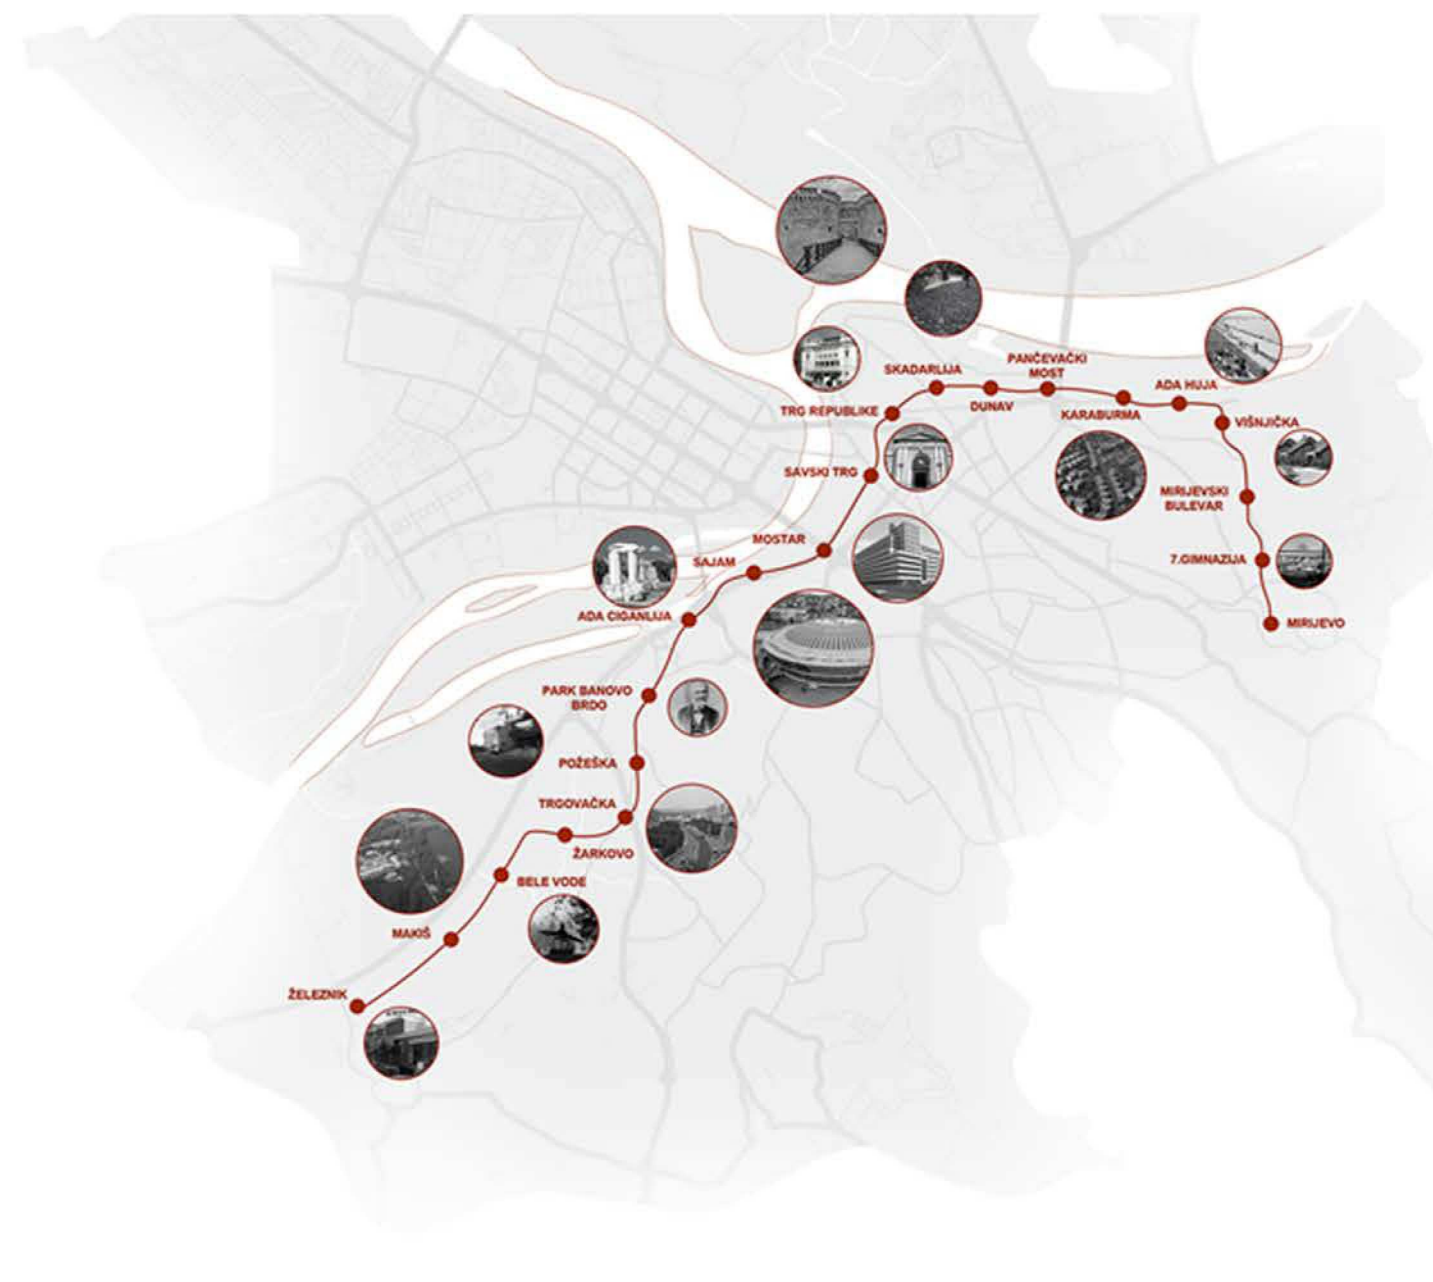 SKADARLIJA
PANČEVAČKI
MOST
ADA HUJA
TRG REPUBLIKE
DUNAV
KARABURMA
VIŠNJIČKA
SAVSKI TRG
MIRIJEVSKI
BULEVAR
MOSTAR
SAJAM
7.GIMNAZIJA
ADA CIGANLIJA
MIRIJEVO
PARK BANOVO
BRDO
POŽEŠKA
TRGOVAČKA
ŽARKOVO
BELE VODE
MAKIŠ
ŽELEZNIK